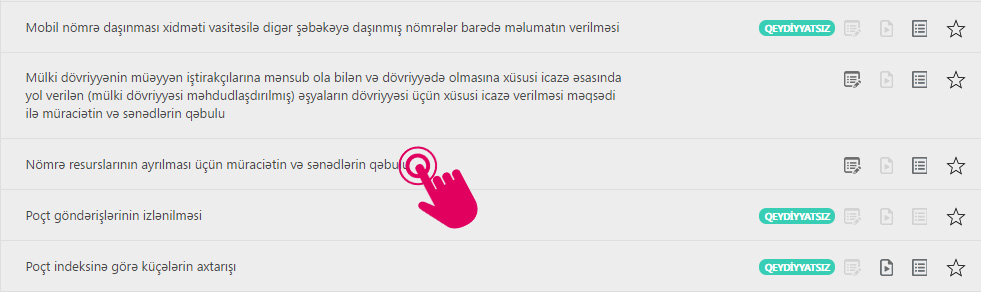 Mobil nömrə daşınması xidməti vasitəsilə digər şəbəkəyə daşınmış nömrələr barədə məlumatın verilməsi QEYDİYYATSIZ
Mülki dövriyyənin müəyyən iştirakçılarına mənsub ola bilən və dövriyyədə olmasına xüsusi icazə əsasında
yol verilən (mülki dövriyyəsi məhdudlaşdırılmış) əşyaların dövriyyəsi üçün xüsusi icazə verilməsi məqsədi
ilə müraciətin və sənədlərin qəbulu
Nömrə resurslarının ayrılması üçün müraciətin və sənədlərin qəbulu
Poçt göndərişlərinin izlənilməsi QEYDİYYATSIZ
Poçt indeksinə görə küçələrin axtarışı QEYDİYYATSIZ